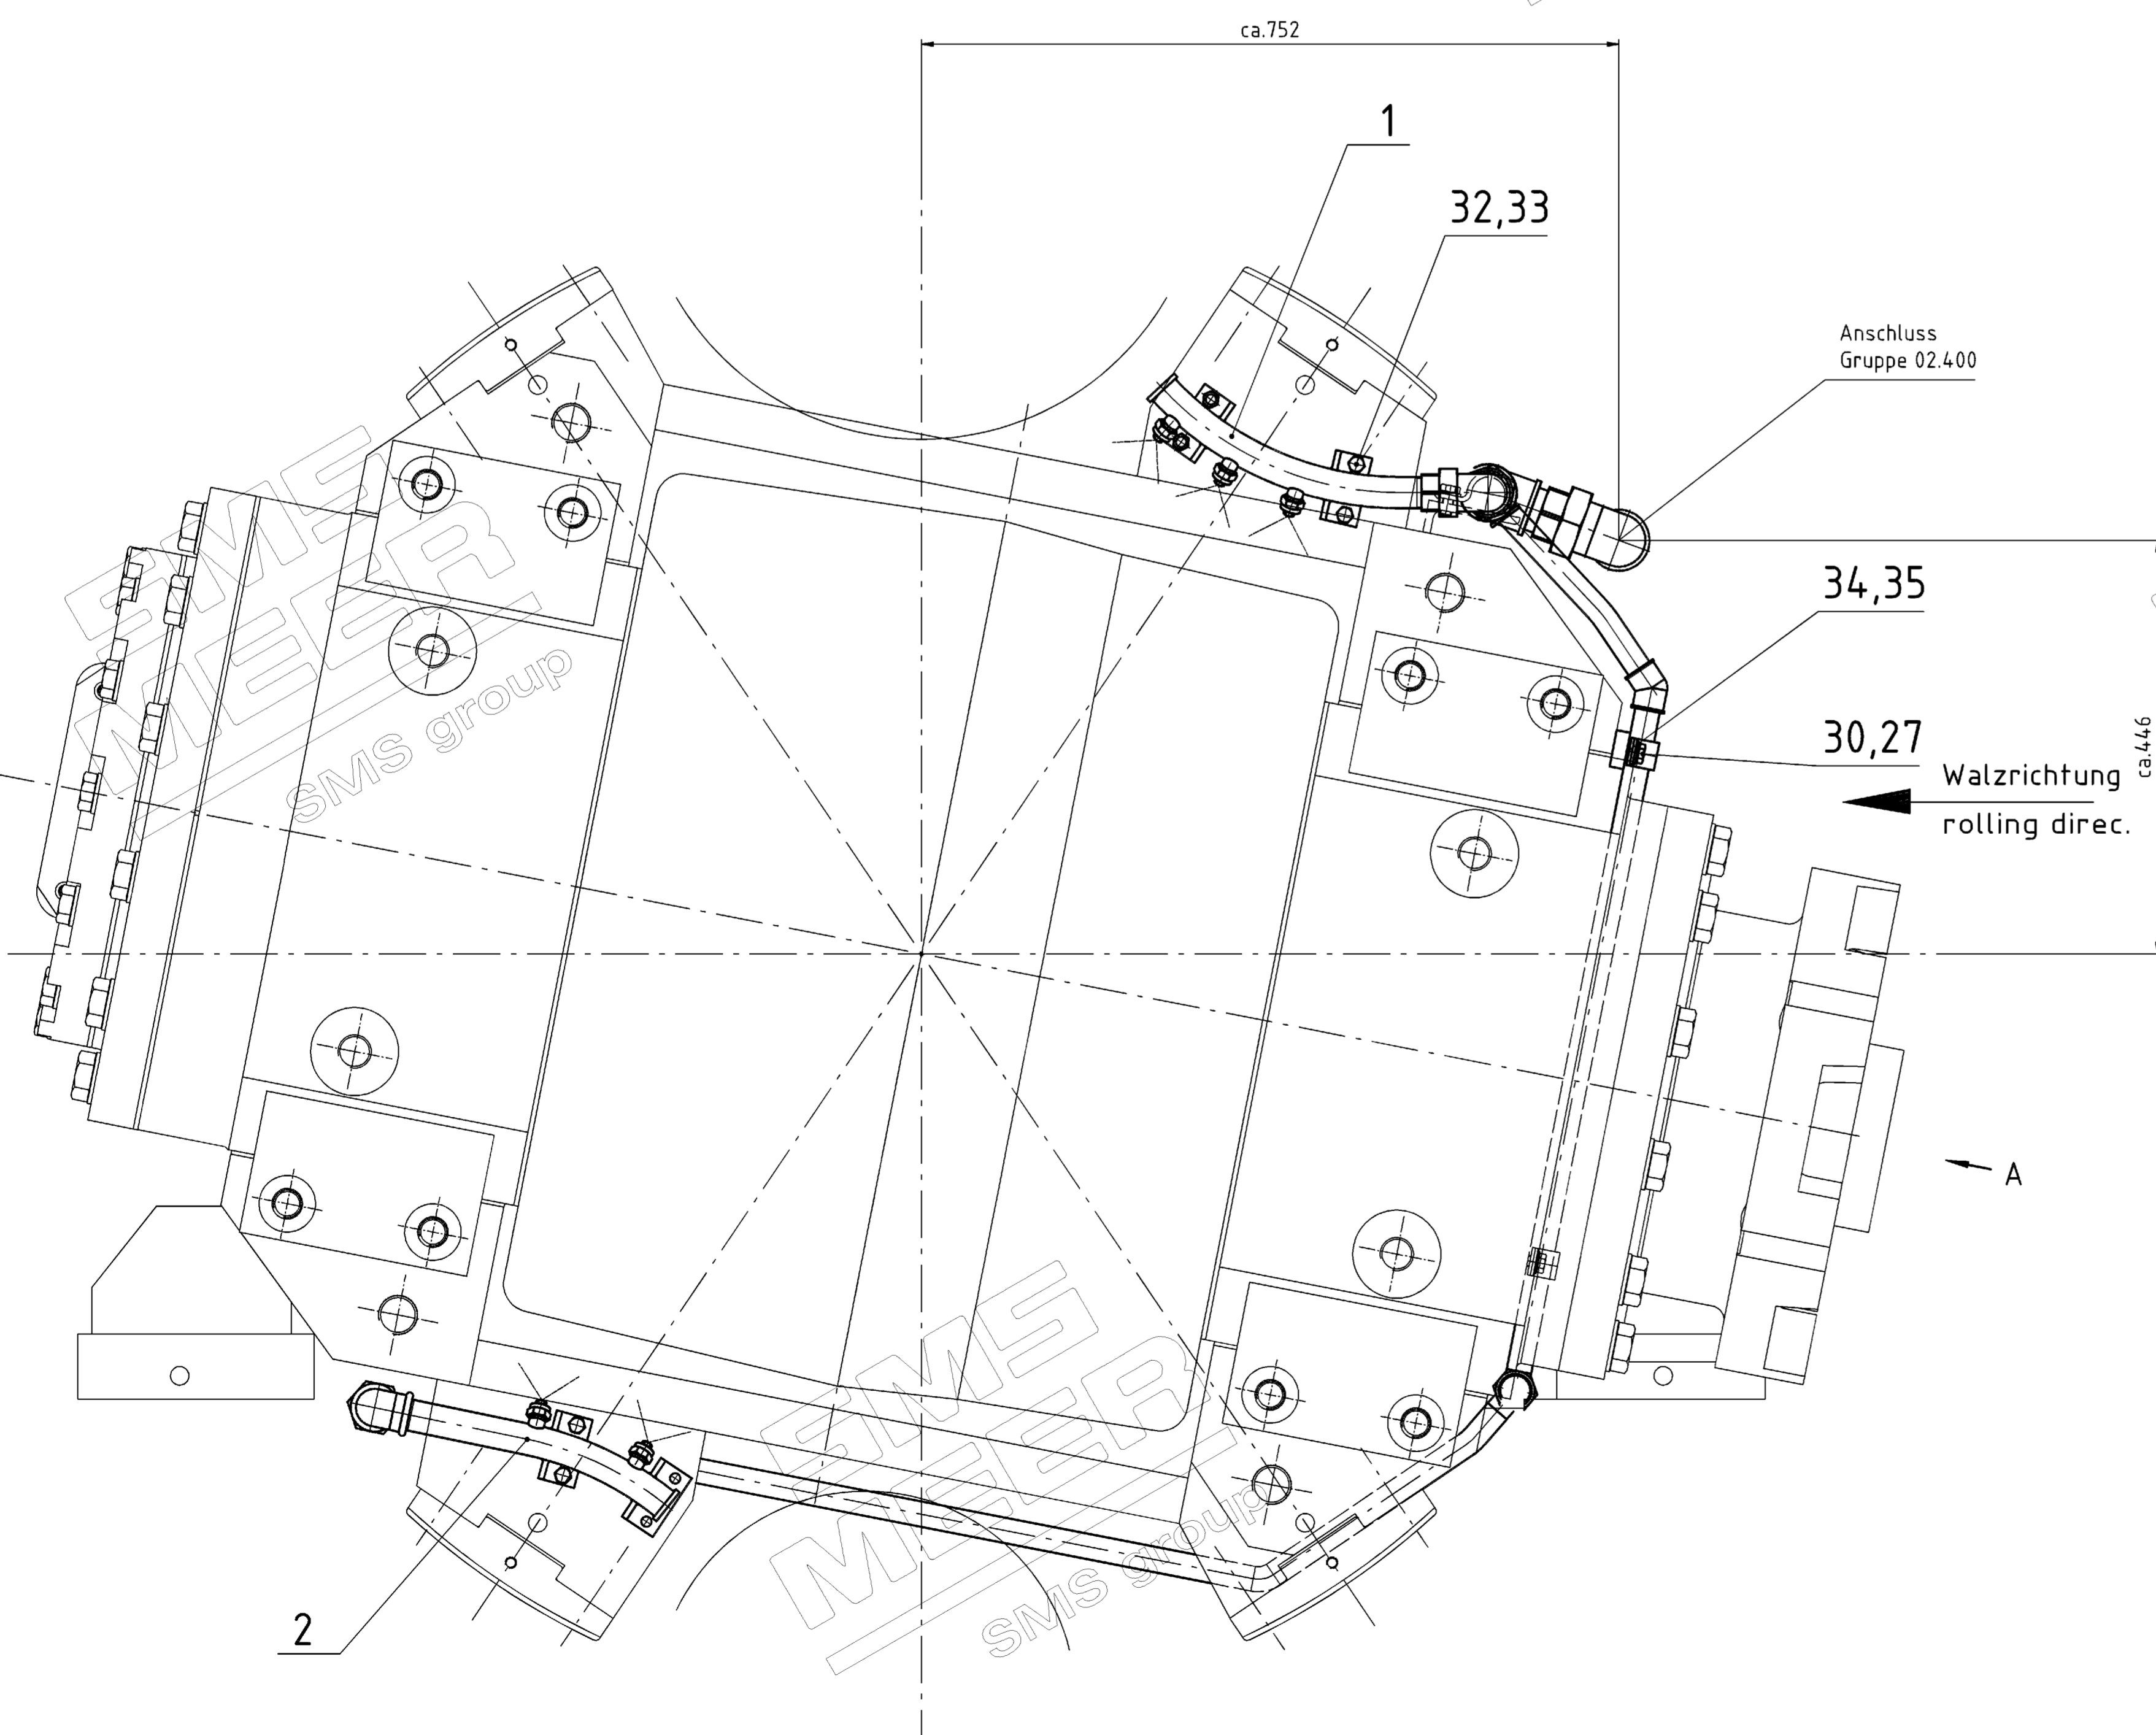 ca.752
1
32,33
Anschluss
Gruppe 02.400
34,35
30,27
ca.446
Walzrichtung
rolling direc.
A
2
MEER
SMS group
SMS
MEER
SMS group